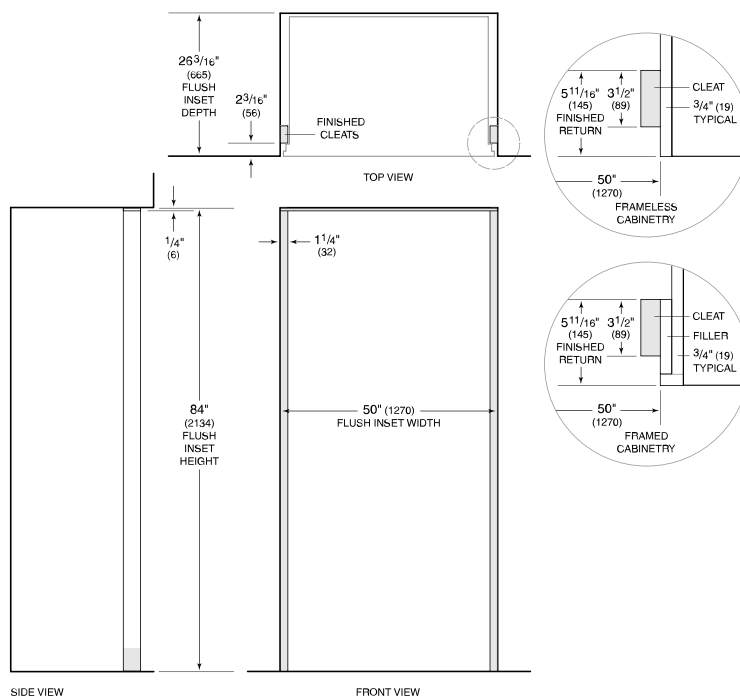 26 3/16"
(665)
FLUSH
INSET
DEPTH
2 3/16"
(56)
FINISHED
CLEATS
TOP VIEW
5 11/16"
(145)
FINISHED
RETURN
3 1/2"
(89)
CLEAT
3/4" (19)
TYPICAL
50"
(1270)
FRAMELESS
CABINETRY
1/4"
(6)
1 1/4"
(32)
5 11/16"
(145)
FINISHED
RETURN
3 1/2"
(89)
CLEAT
FILLER
3/4" (19)
TYPICAL
50"
(1270)
FRAMED
CABINETRY
84"
(2134)
FLUSH
INSET
HEIGHT
50" (1270)
FLUSH INSET WIDTH
SIDE VIEW
FRONT VIEW